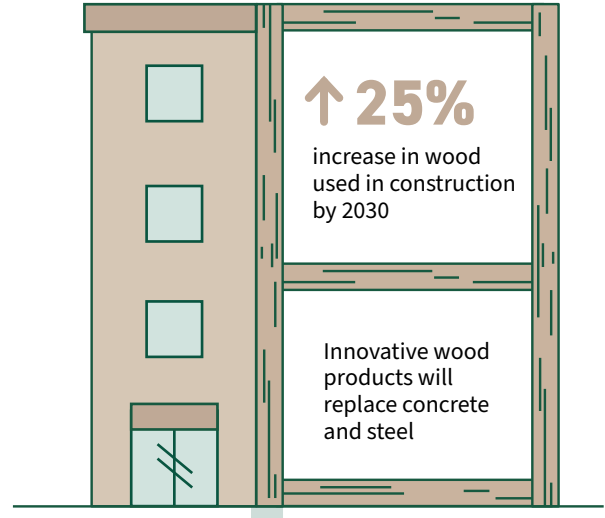 ↑ 25%
increase in wood
used in construction
by 2030
Innovative wood
products will
replace concrete
and steel